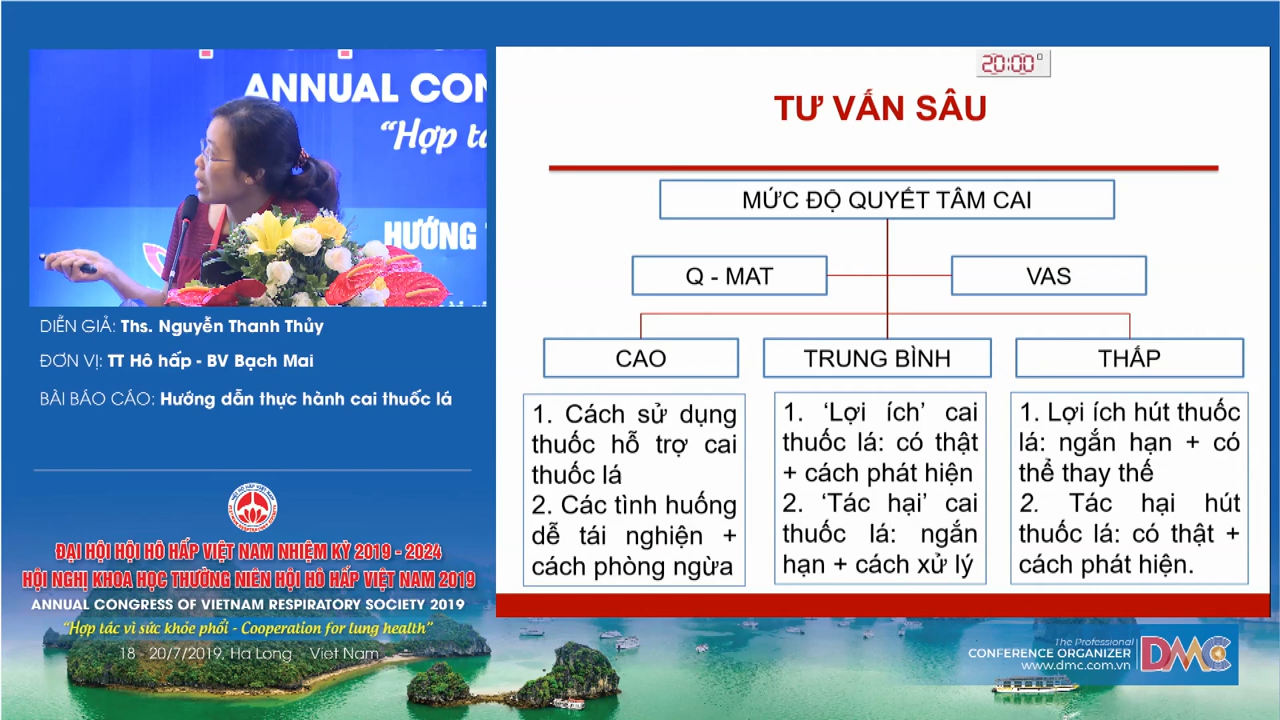 ANNUAL CON
“Hợp tá
HƯỚNG T
DIỄN GIẢ: Ths. Nguyễn Thanh Thủy
ĐƠN VỊ: TT Hô hấp - BV Bạch Mai
BÀI BÁO CÁO: Hướng dẫn thực hành cai thuốc lá
ĐẠI HỘI HỘI HÔ HẤP VIỆT NAM NHIỆM KỲ 2019 - 2024
HỘI NGHỊ KHOA HỌC THƯỜNG NIÊN HỘI HÔ HẤP VIỆT NAM 2019
ANNUAL CONGRESS OF VIETNAM RESPIRATORY SOCIETY 2019
“Hợp tác vì sức khỏe phổi - Cooperation for lung health”
18 - 20/7/2019, Ha Long Viet Nam
20:00
TƯ VẤN SÂU
MỨC ĐỘ QUYẾT TÂM CAI
Q - MAT
VAS
CAO
TRUNG BÌNH
THẤP
1. Cách sử dụng
thuốc hỗ trợ cai
thuốc lá
2. Các tình huống
dễ tái nghiện +
cách phòng ngừa
1. ‘Lợi ích’ cai
thuốc lá: có thật
+ cách phát hiện
2. ‘Tác hại’ cai
thuốc lá: ngắn
hạn + cách xử lý
1. Lợi ích hút thuốc
lá: ngắn hạn + có
thể thay thế
2. Tác hại hút
thuốc lá: có thật +
cách phát hiện.
The Professional
CONFERENCE ORGANIZER
www.dmc.com.vn
DMC